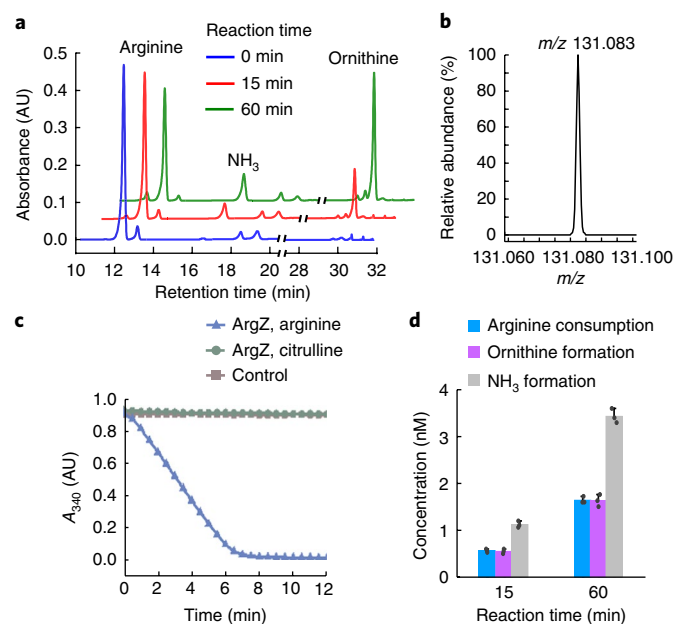 a
Reaction time
0 min
15 min
60 min
Arginine
Ornithine
NH3
Absorbance (AU)
0.5
0.4
0.3
0.2
0.1
0.0
10 12 14 16 18 20 28 30 32
Retention time (min)
b
m/z 131.083
Relative abundance (%)
100
80
60
40
20
0
131.060 131.080 131.100
m/z
c
ArgZ, arginine
ArgZ, citrulline
Control
A340 (AU)
1.0
0.8
0.6
0.4
0.2
0.0
0 2 4 6 8 10 12
Time (min)
d
Arginine consumption
Ornithine formation
NH3 formation
Concentration (nM)
4
3
2
1
0
15 60
Reaction time (min)